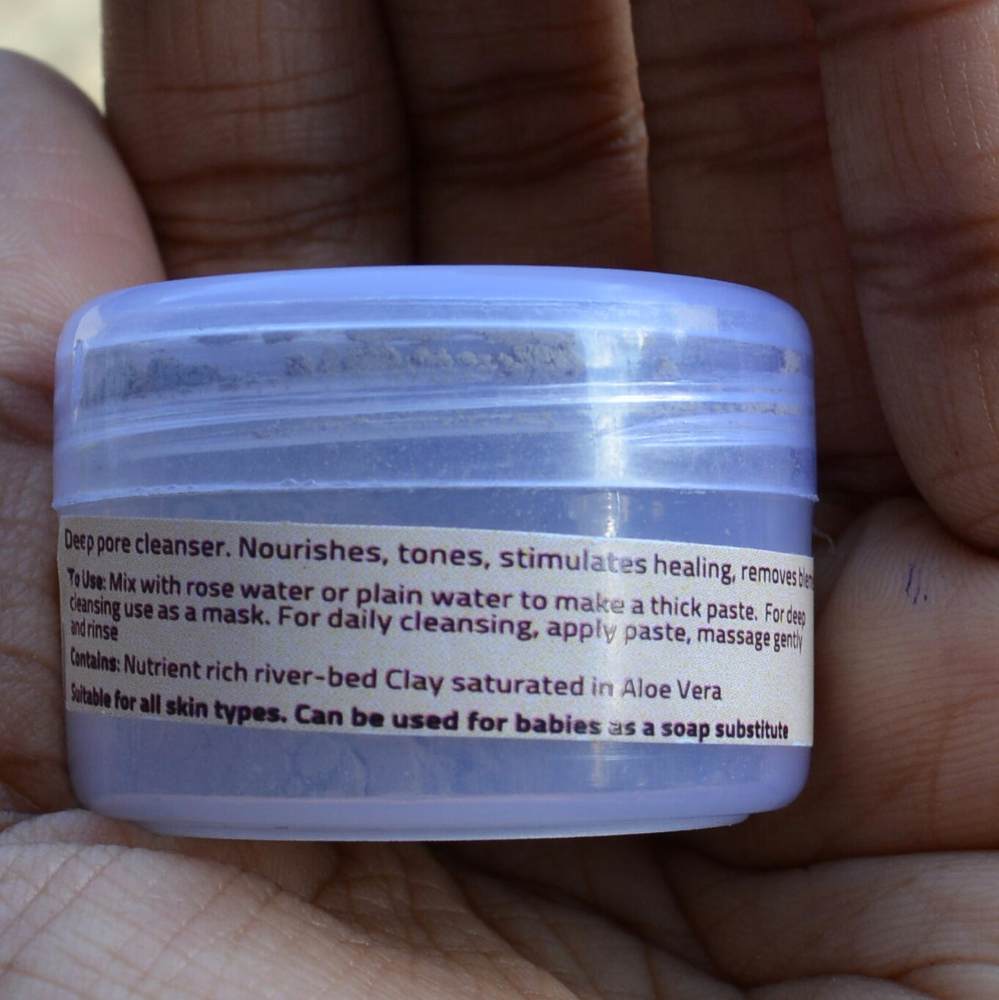 Deep pore cleanser. Nourishes, tones, stimulates healing, removes
To Use: Mix with rose water or plain water to make a thick paste. For deep
cleansing use as a mask. For daily cleansing, apply paste, massage gently
and rinse
Contains: Nutrient rich river-bed Clay saturated in Aloe Vera
Suitable for all skin types. Can be used for babies as a soap substitute